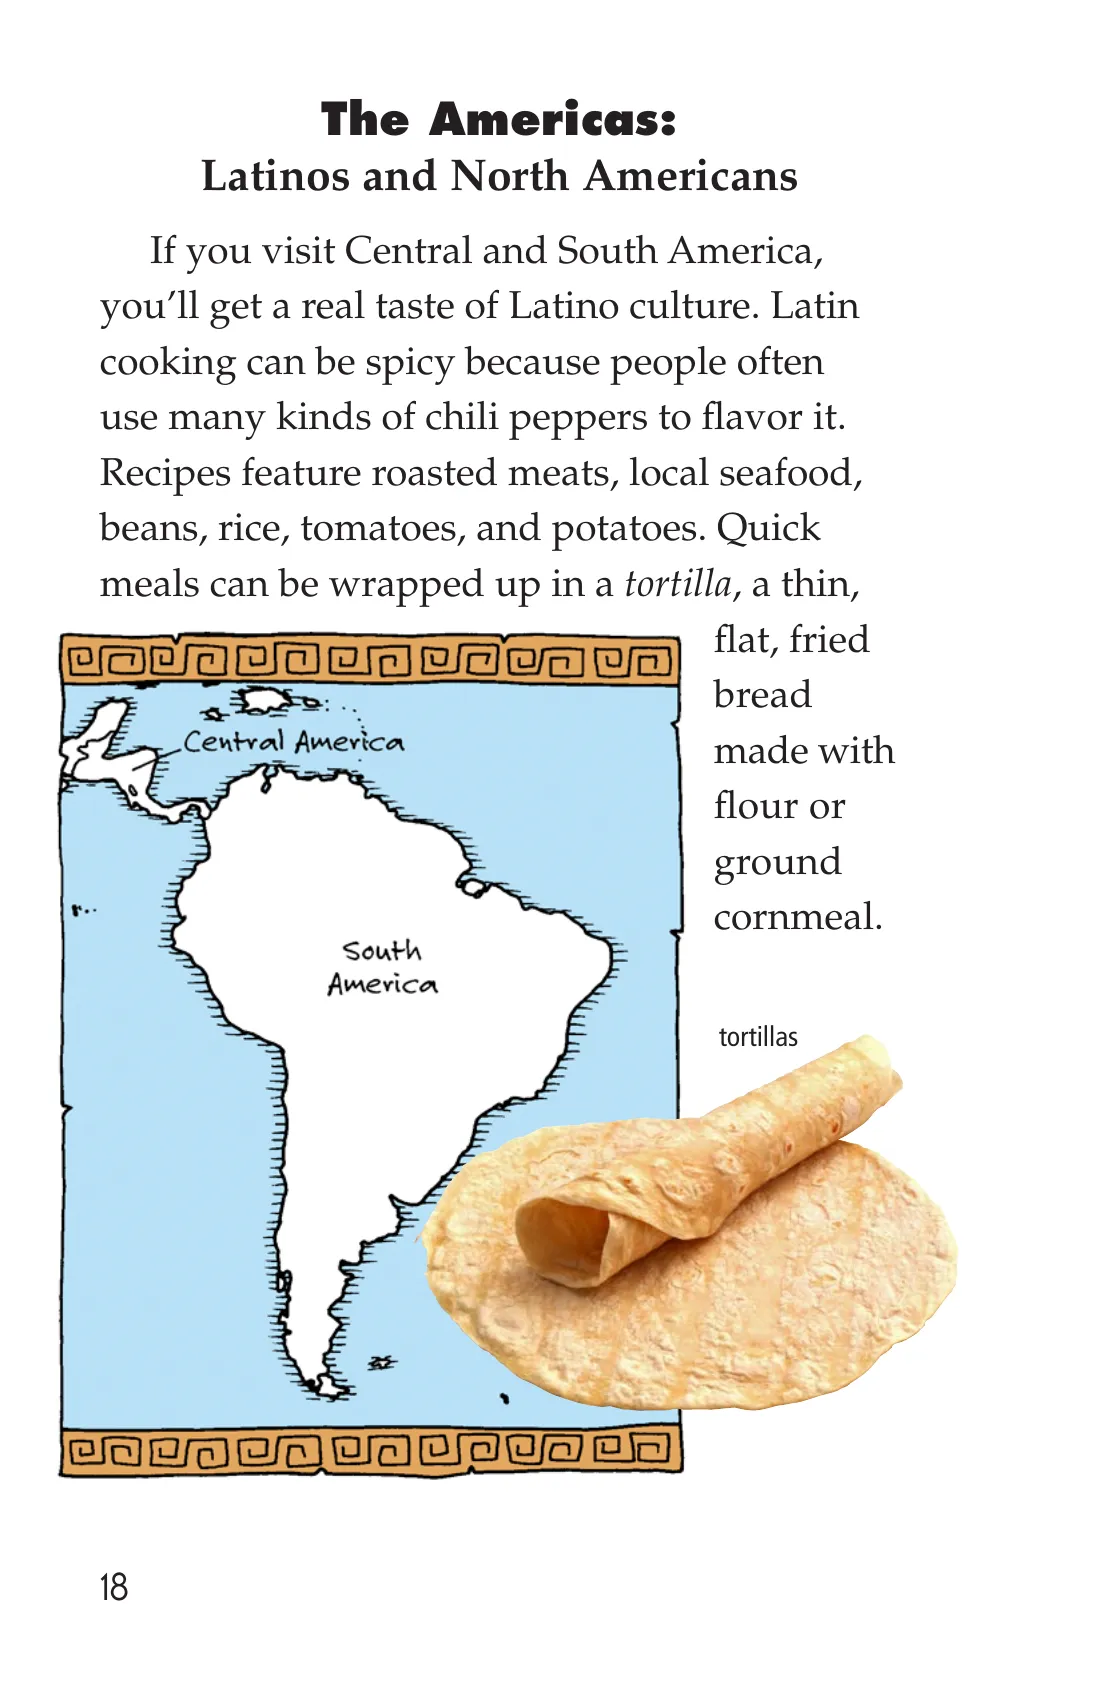 The Americas:
Latinos and North Americans
If you visit Central and South America,
you’ll get a real taste of Latino culture. Latin
cooking can be spicy because people often
use many kinds of chili peppers to flavor it.
Recipes feature roasted meats, local seafood,
beans, rice, tomatoes, and potatoes. Quick
meals can be wrapped up in a tortilla, a thin,
flat, fried
bread
made with
flour or
ground
cornmeal.
Central America
South
America
tortillas
18